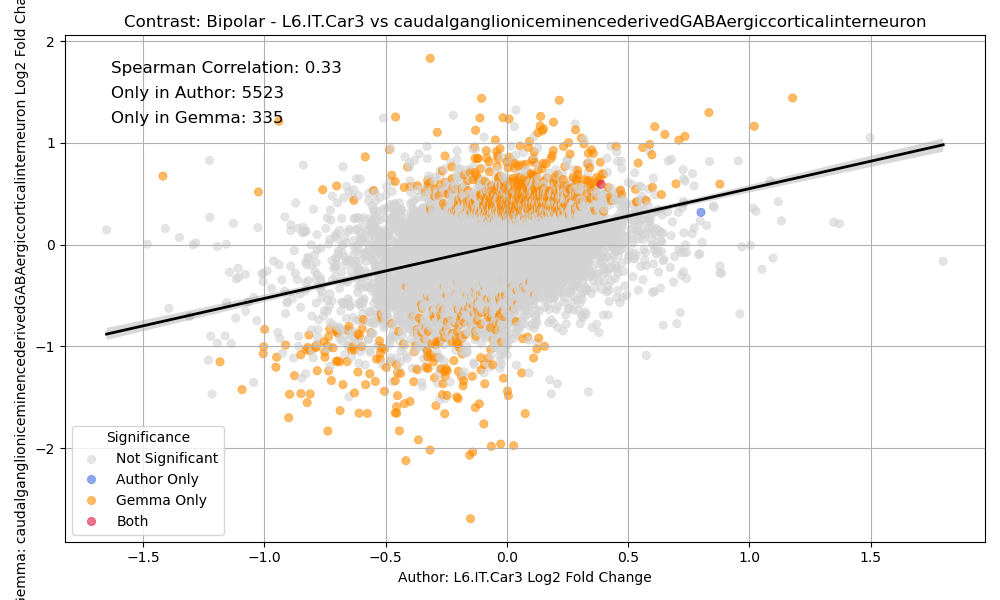 Contrast: Bipolar - L6.IT.Car3 vs caudalganglioniceminencederivedGABAergiccorticalinterneuron
Gemma: caudalganglioniceminencederivedGABAergiccorticalinterneuron Log2 Fold Cha
2
1
0
−1
−2
Spearman Correlation: 0.33
Only in Author: 5523
Only in Gemma: 335
Significance
Not Significant
Author Only
Gemma Only
Both
−1.5 −1.0 −0.5 0.0 0.5 1.0 1.5
Author: L6.IT.Car3 Log2 Fold Change